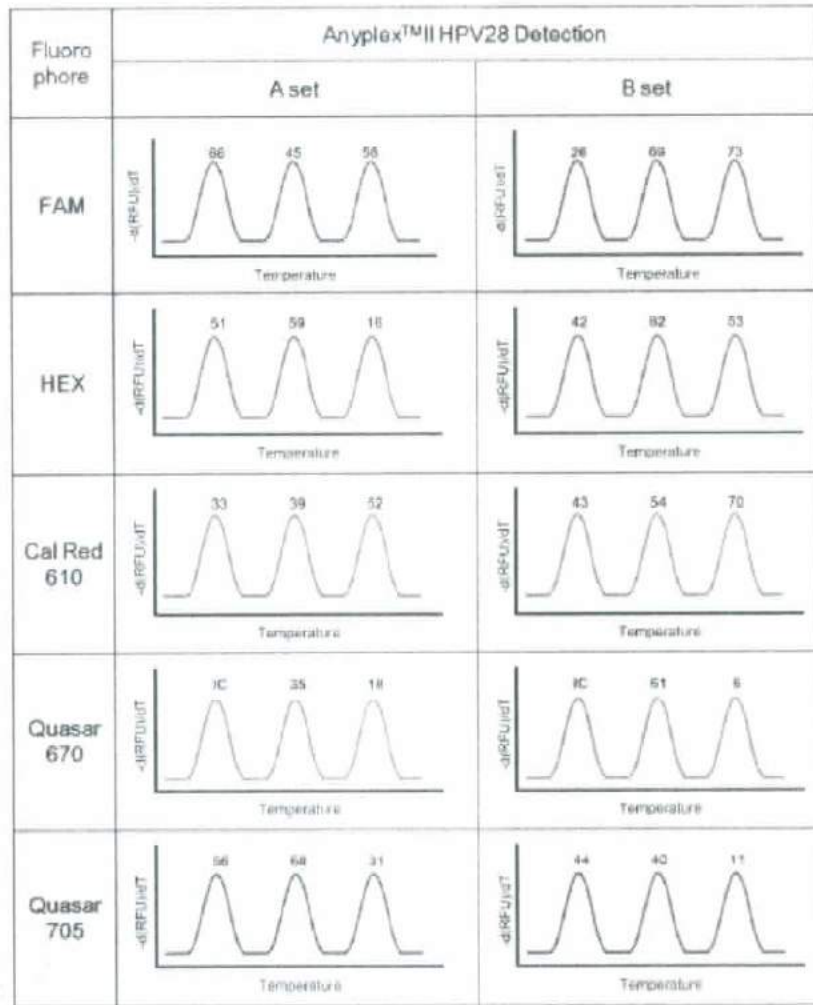 Fluoro
phore
Anyplex™II HPV28 Detection
A set
B set
FAM
66 45 58
-d(RFU)/dT
Temperature
26 69 73
-d(RFU)/dT
Temperature
HEX
51 59 16
-d(RFU)/dT
Temperature
42 82 53
-d(RFU)/dT
Temperature
Cal Red
610
33 39 52
-d(RFU)/dT
Temperature
43 54 70
-d(RFU)/dT
Temperature
Quasar
670
IC 35 18
-d(RFU)/dT
Temperature
IC 61 6
-d(RFU)/dT
Temperature
Quasar
705
56 68 31
-d(RFU)/dT
Temperature
44 40 11
-d(RFU)/dT
Temperature